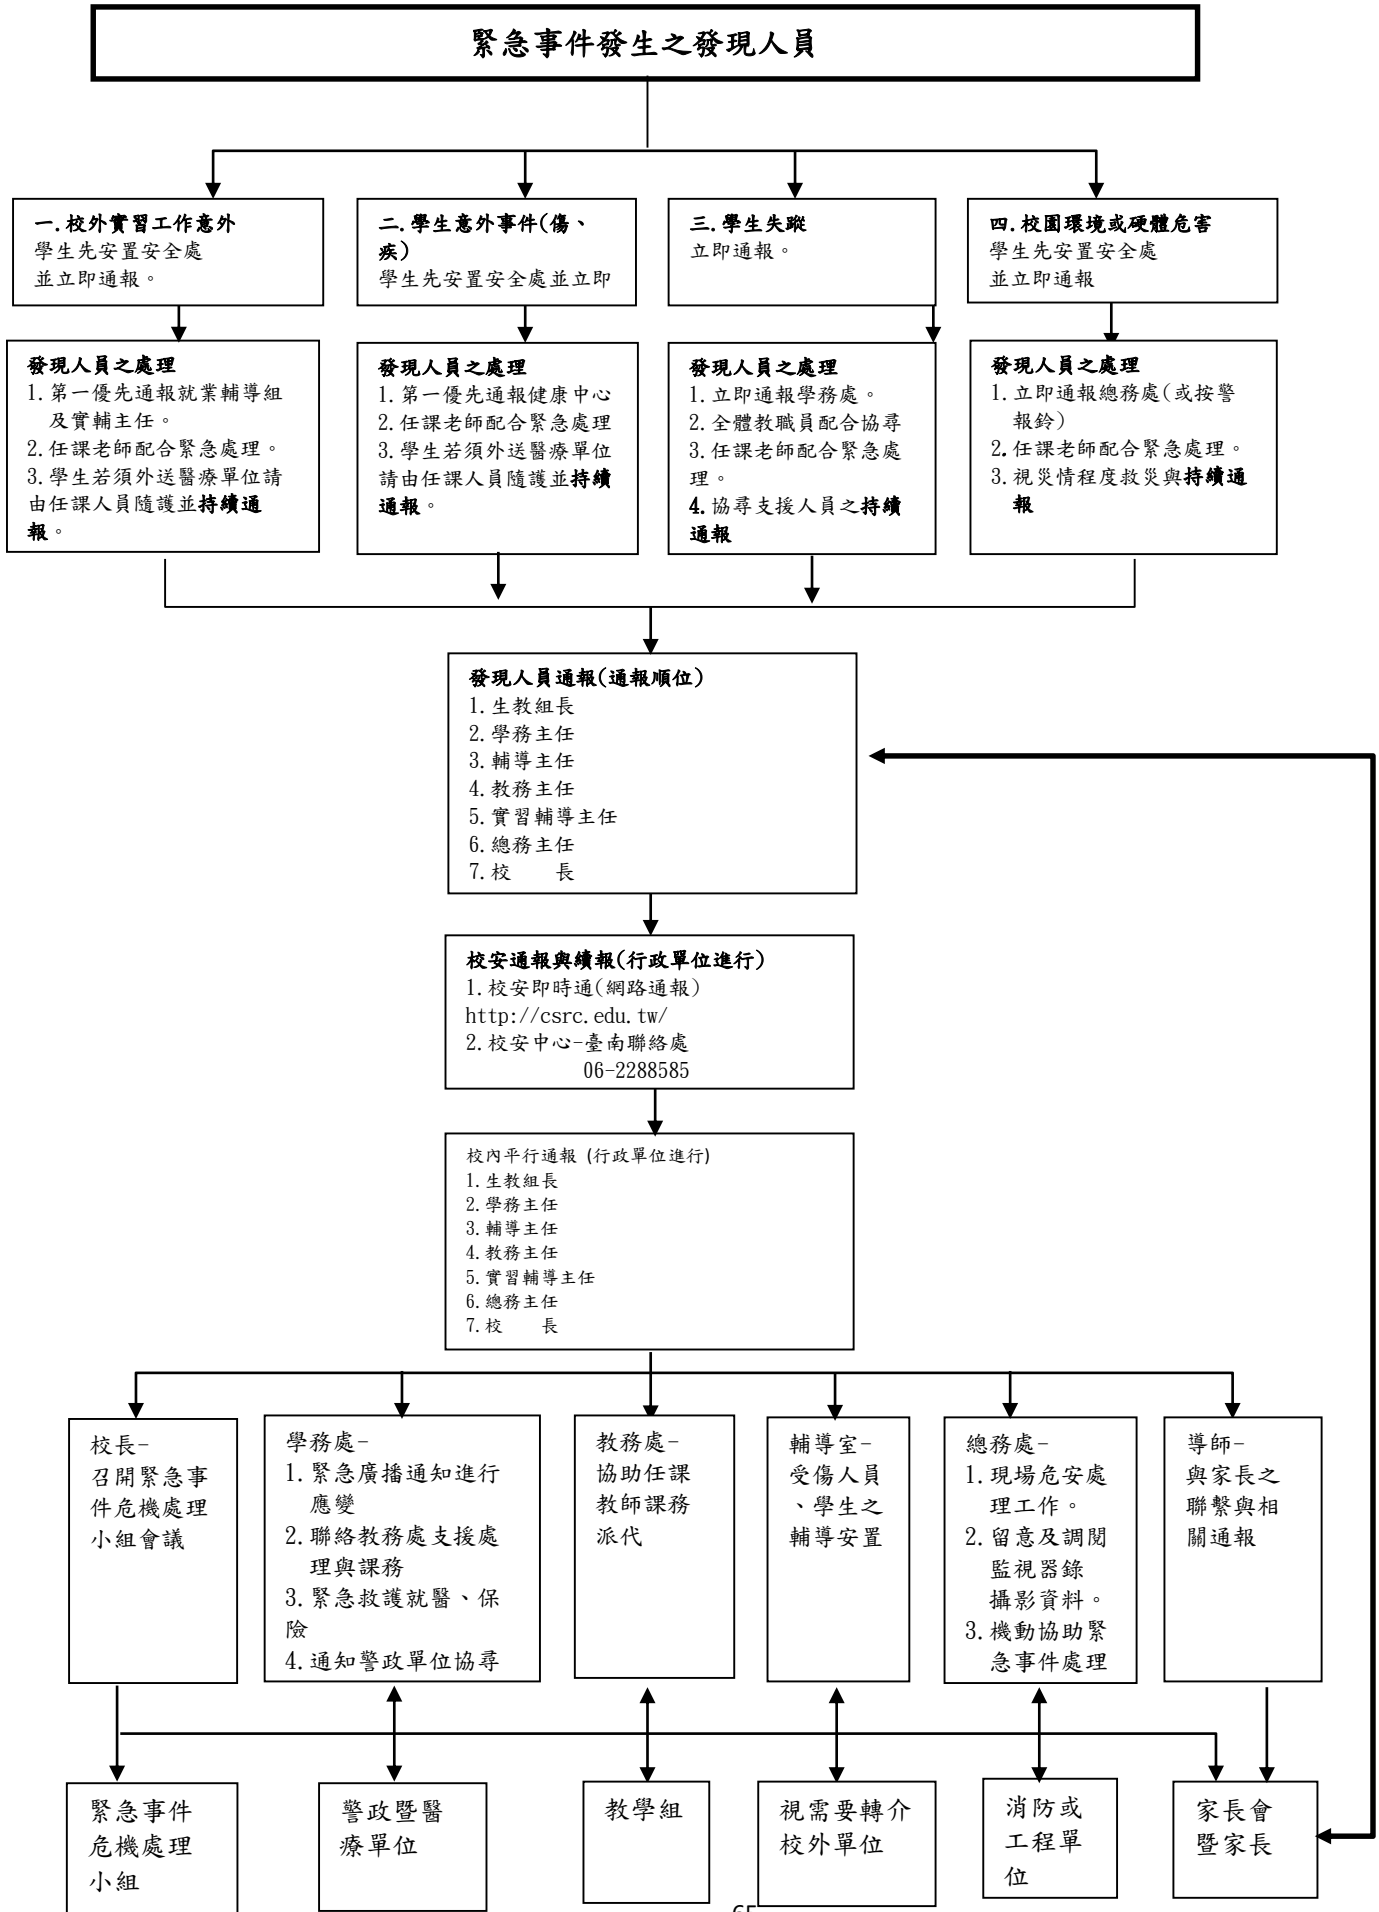 緊急事件發生之發現人員
一.校外實習工作意外
學生先安置安全處
並立即通報。
二.學生意外事件(傷、
疾)
學生先安置安全處並立即
三.學生失蹤
立即通報。
四.校園環境或硬體危害
學生先安置安全處
並立即通報
發現人員之處理
1.第一優先通報就業輔導組
及實輔主任。
2.任課老師配合緊急處理。
3.學生若須外送醫療單位請
由任課人員隨護並持續通
報。
發現人員之處理
1.第一優先通報健康中心
2.任課老師配合緊急處理
3.學生若須外送醫療單位
請由任課人員隨護並持續
通報。
發現人員之處理
1.立即通報學務處。
2.全體教職員配合協尋
3.任課老師配合緊急處
理。
4.協尋支援人員之持續
通報
發現人員之處理
1.立即通報總務處(或按警
報鈴)
2.任課老師配合緊急處理。
3.視災情程度救災與持續通
報
發現人員通報(通報順位)
1.生教組長
2.學務主任
3.輔導主任
4.教務主任
5.實習輔導主任
6.總務主任
7.校　　長
校安通報與續報(行政單位進行)
1.校安即時通(網路通報)
http://csrc.edu.tw/
2.校安中心-臺南聯絡處
06-2288585
校內平行通報 (行政單位進行)
1.生教組長
2.學務主任
3.輔導主任
4.教務主任
5.實習輔導主任
6.總務主任
7.校　　長
校長-
召開緊急事
件危機處理
小組會議
學務處-
1.緊急廣播通知進行
應變
2.聯絡教務處支援處
理與課務
3.緊急救護就醫、保
險
4.通知警政單位協尋
教務處-
協助任課
教師課務
派代
輔導室-
受傷人員
、學生之
輔導安置
總務處-
1.現場危安處
理工作。
2.留意及調閱
監視器錄
攝影資料。
3.機動協助緊
急事件處理
導師-
與家長之
聯繫與相
關通報
緊急事件
危機處理
小組
警政暨醫
療單位
教學組
視需要轉介
校外單位
消防或
工程單
位
家長會
暨家長
65